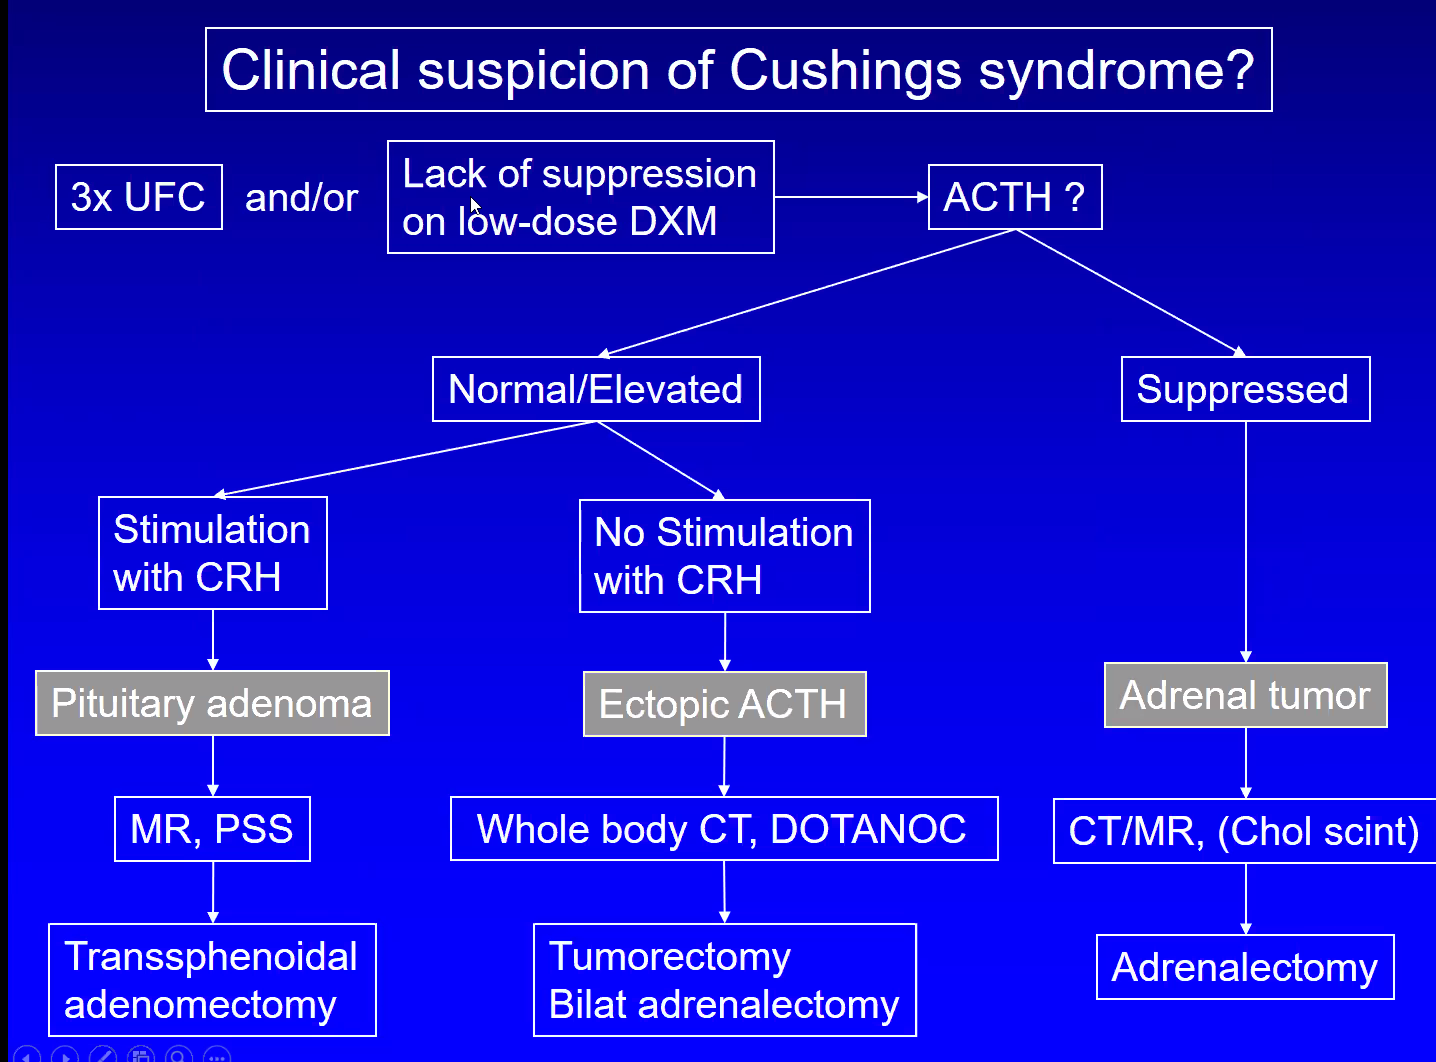 Clinical suspicion of Cushings syndrome?
3x UFC
and/or
Lack of suppression
on low-dose DXM
ACTH ?
Normal/Elevated
Suppressed
Stimulation
with CRH
No Stimulation
with CRH
Pituitary adenoma
Ectopic ACTH
Adrenal tumor
MR, PSS
Whole body CT, DOTANOC
CT/MR, (Chol scint)
Transsphenoidal
adenomectomy
Tumorectomy
Bilat adrenalectomy
Adrenalectomy